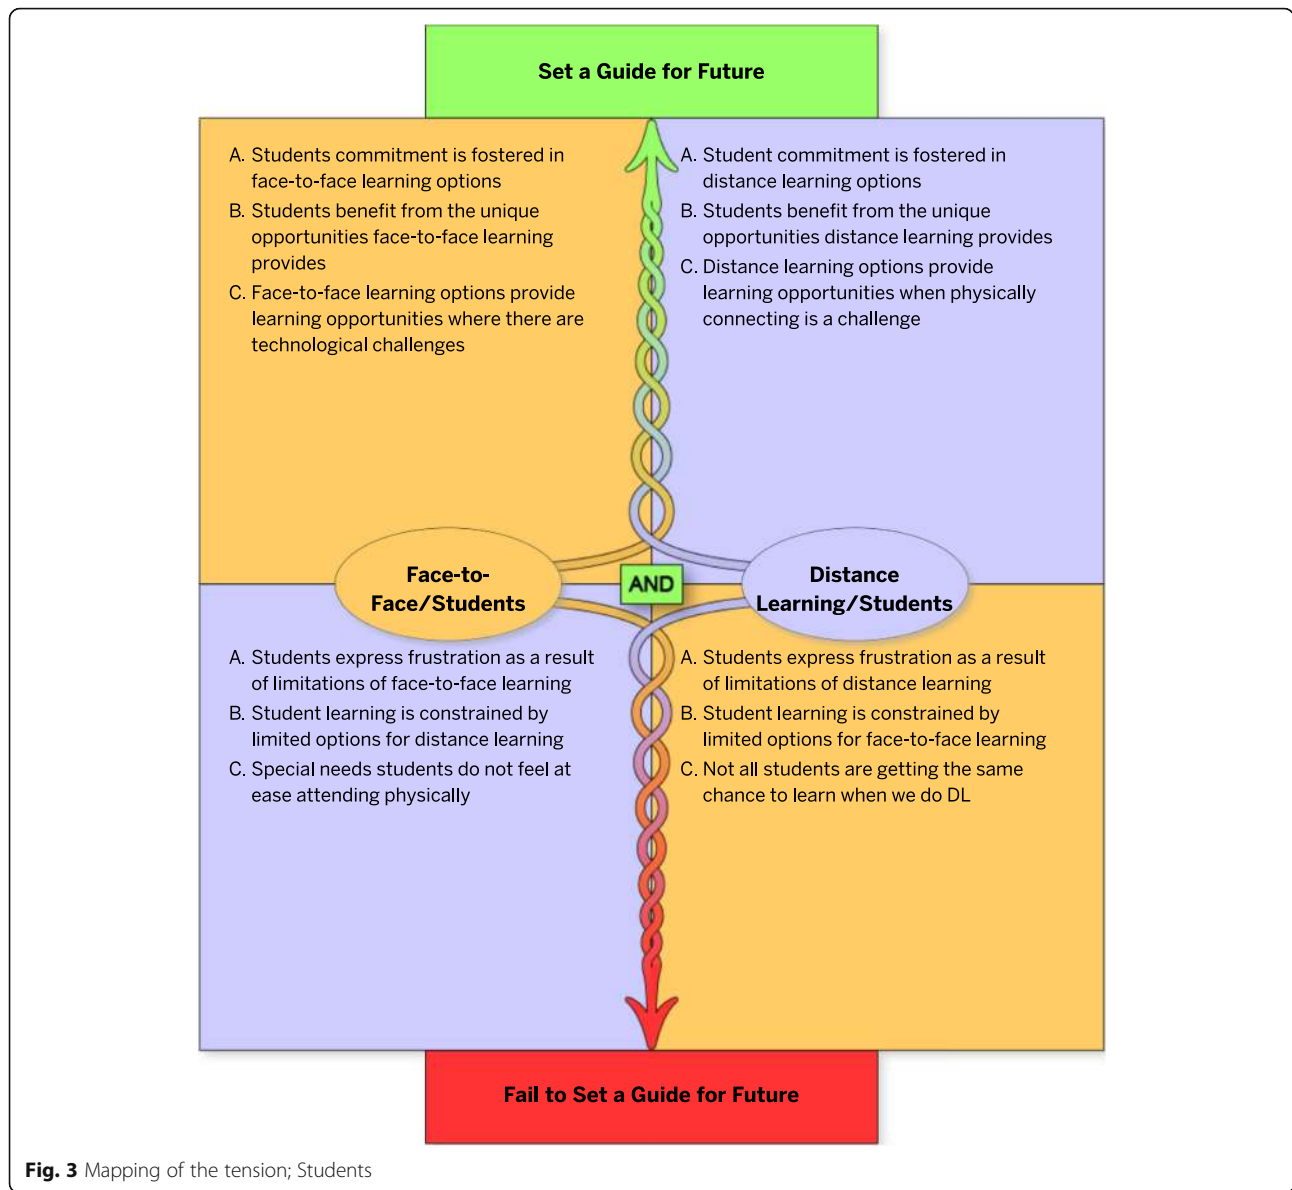 Set a Guide for Future
A. Students commitment is fostered in
face-to-face learning options
B. Students benefit from the unique
opportunities face-to-face learning
provides
C. Face-to-face learning options provide
learning opportunities where there are
technological challenges
A. Student commitment is fostered in
distance learning options
B. Students benefit from the unique
opportunities distance learning provides
C. Distance learning options provide
learning opportunities when physically
connecting is a challenge
Face-to-
Face/Students
AND
Distance
Learning/Students
A. Students express frustration as a result
of limitations of face-to-face learning
B. Student learning is constrained by
limited options for distance learning
C. Special needs students do not feel at
ease attending physically
A. Students express frustration as a result
of limitations of distance learning
B. Student learning is constrained by
limited options for face-to-face learning
C. Not all students are getting the same
chance to learn when we do DL
Fail to Set a Guide for Future
Fig. 3 Mapping of the tension; Students